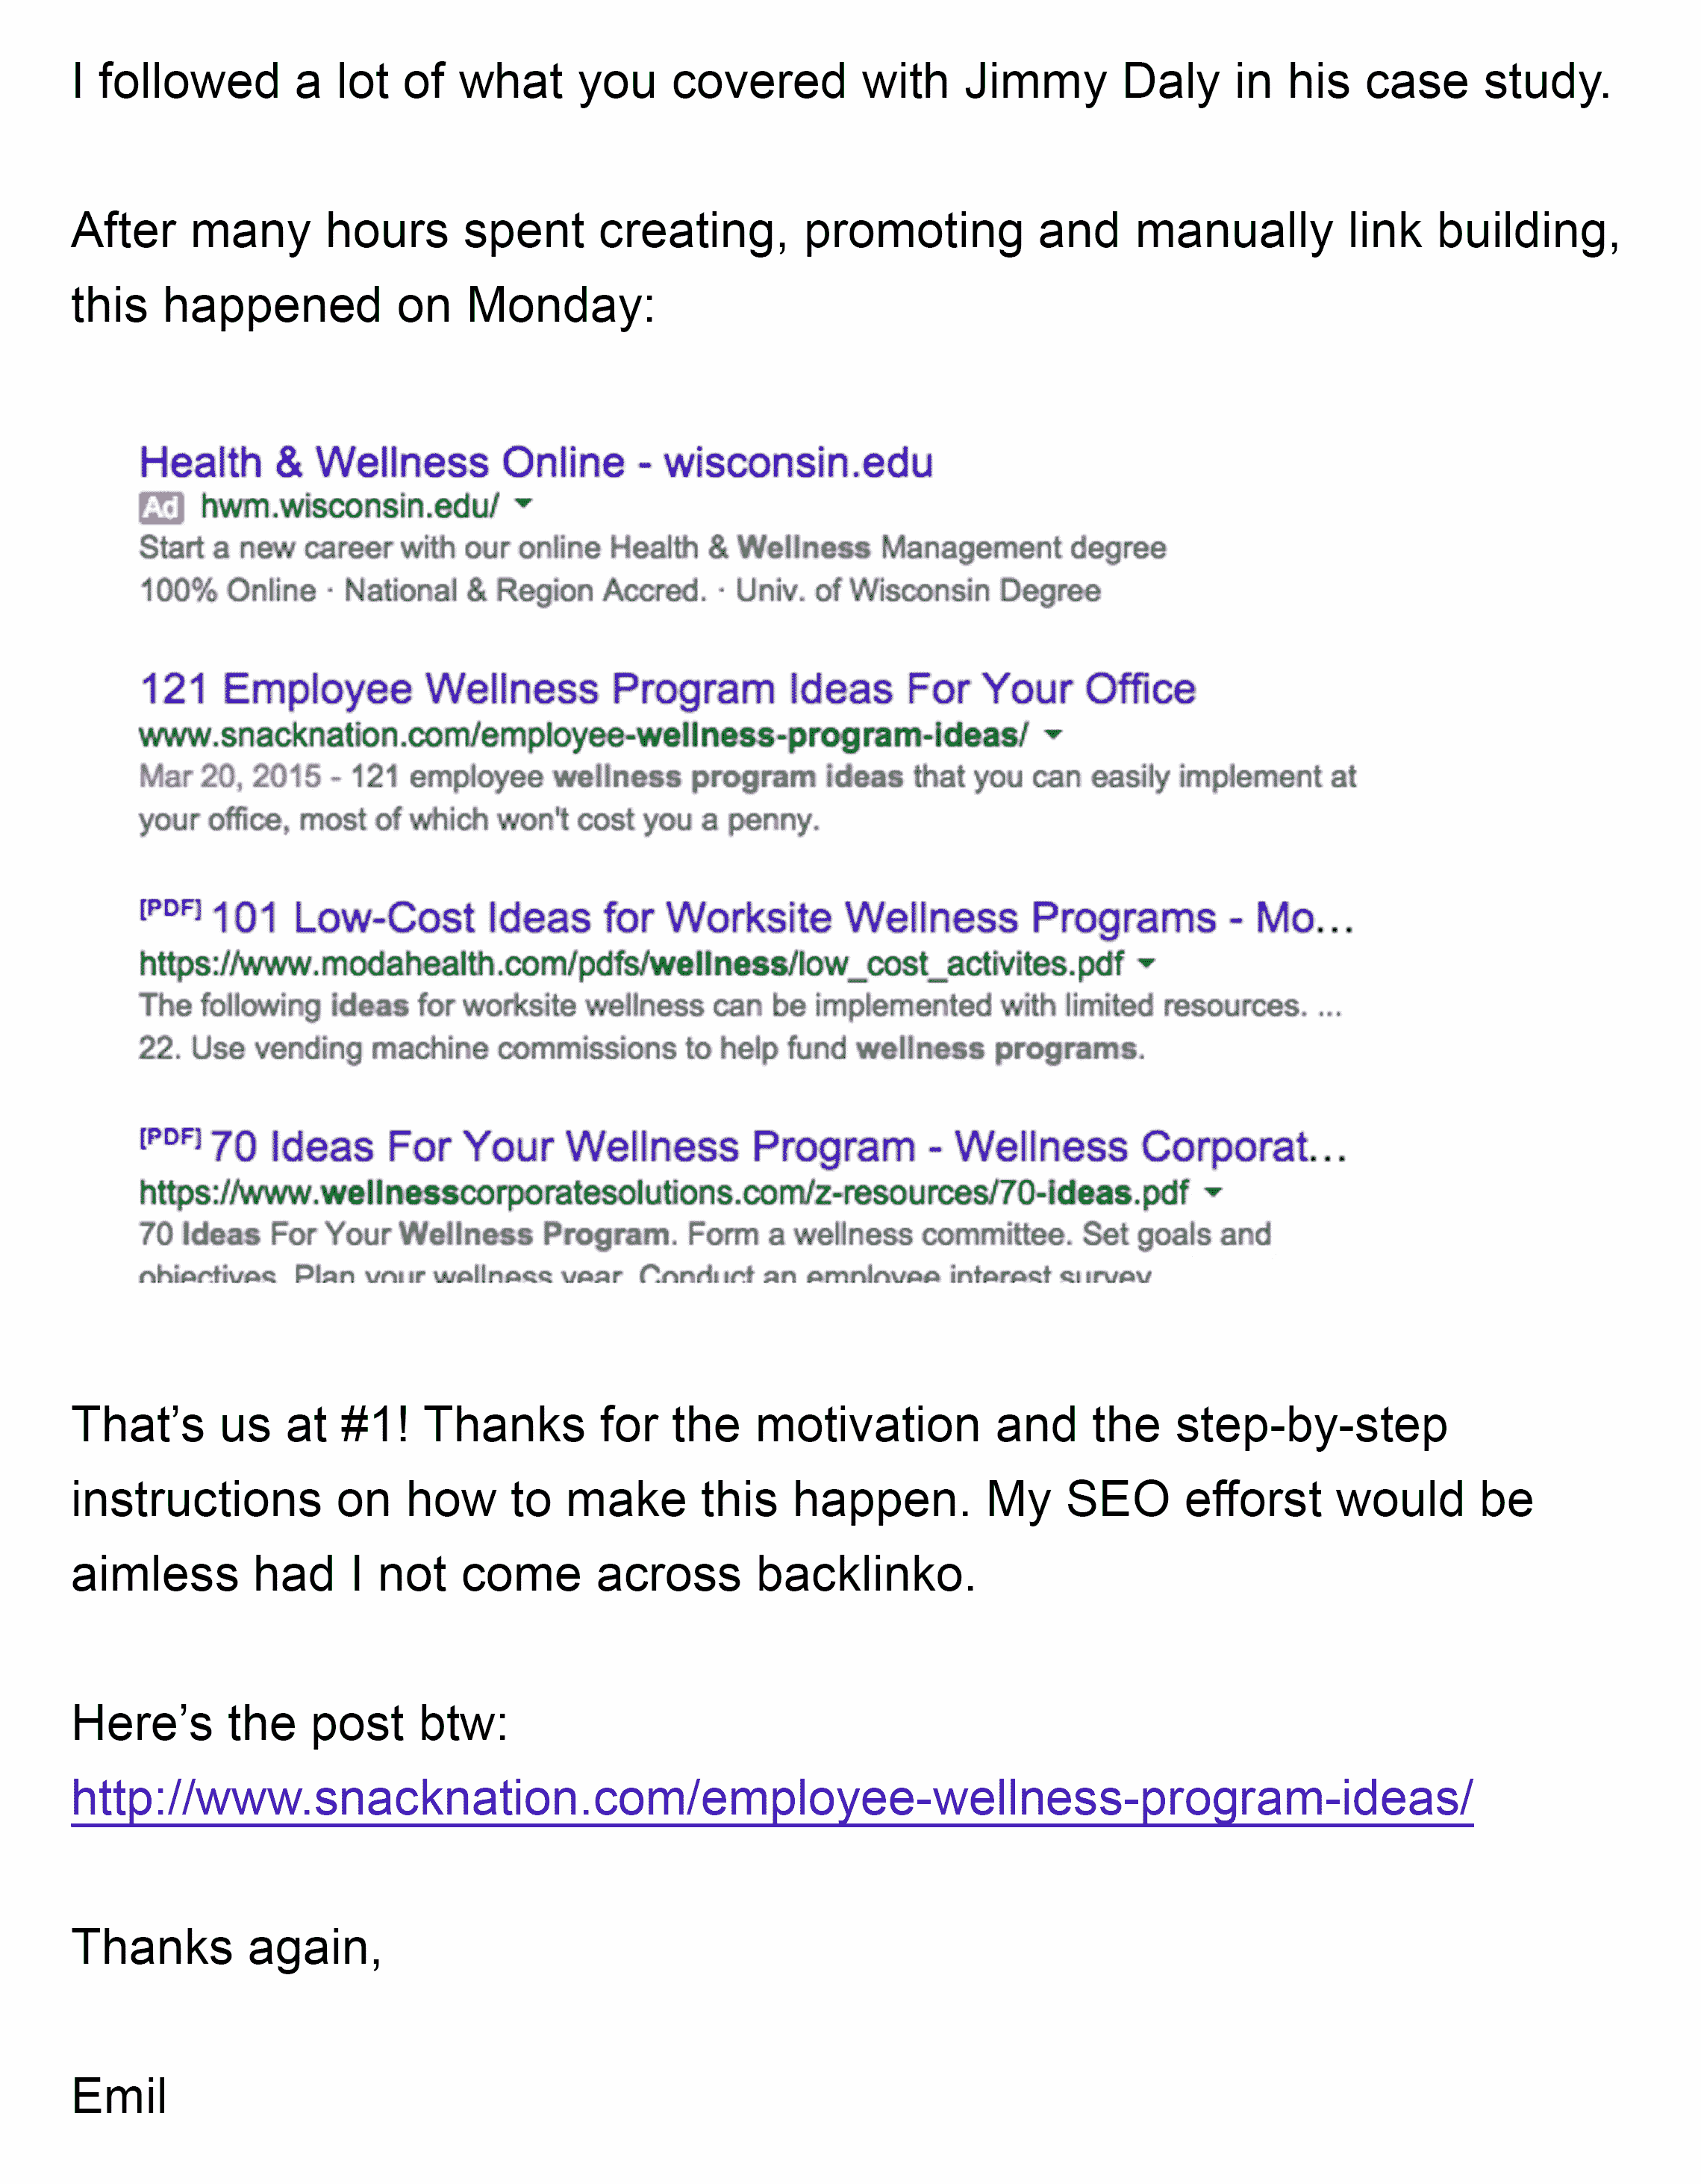 I followed a lot of what you covered with Jimmy Daly in his case study.
After many hours spent creating, promoting and manually link building,
this happened on Monday:
Health & Wellness Online - wisconsin.edu
Ad hwm.wisconsin.edu/
Start a new career with our online Health & Wellness Management degree
100% Online · National & Region Accred. · Univ. of Wisconsin Degree
121 Employee Wellness Program Ideas For Your Office
www.snacknation.com/employee-wellness-program-ideas/
Mar 20, 2015 - 121 employee wellness program ideas that you can easily implement at
your office, most of which won't cost you a penny.
[PDF] 101 Low-Cost Ideas for Worksite Wellness Programs - Mo...
https://www.modahealth.com/pdfs/wellness/low_cost_activites.pdf
The following ideas for worksite wellness can be implemented with limited resources. ...
22. Use vending machine commissions to help fund wellness programs.
[PDF] 70 Ideas For Your Wellness Program - Wellness Corporat...
https://www.wellnesscorporatesolutions.com/z-resources/70-ideas.pdf
70 Ideas For Your Wellness Program. Form a wellness committee. Set goals and
objectives. Plan your wellness year. Conduct an employee interest survey
That’s us at #1! Thanks for the motivation and the step-by-step
instructions on how to make this happen. My SEO efforst would be
aimless had I not come across backlinko.
Here’s the post btw:
http://www.snacknation.com/employee-wellness-program-ideas/
Thanks again,
Emil